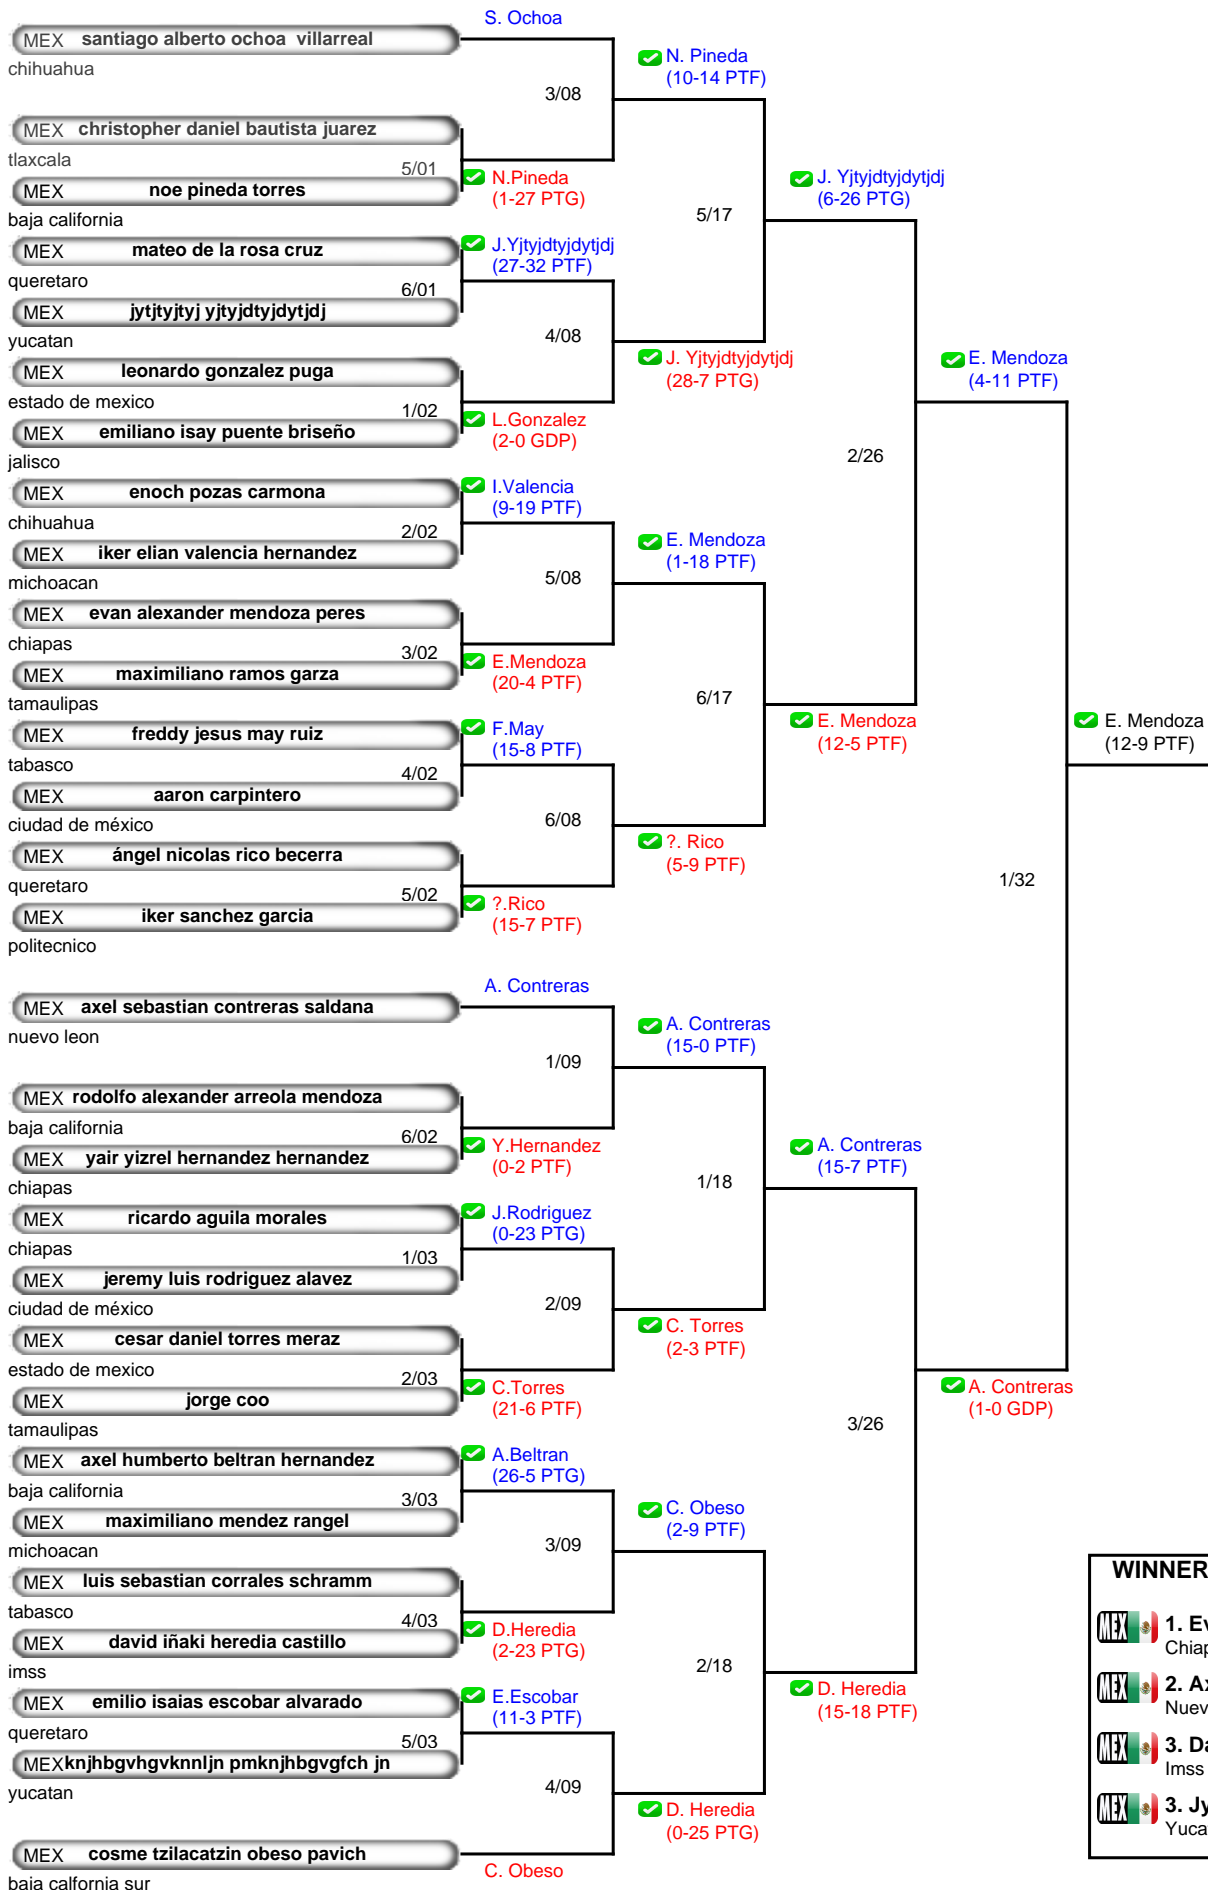 S. Ochoa
MEX santiago alberto ochoa villarreal
chihuahua
N. Pineda
(10-14 PTF)
3/08
MEX christopher daniel bautista juarez
tlaxcala
5/01
MEX noe pineda torres
baja california
N.Pineda
(1-27 PTG)
J. Yjtyjdtyjdytjdj
(6-26 PTG)
5/17
MEX mateo de la rosa cruz
queretaro
J.Yjtyjdtyjdytjdj
(27-32 PTF)
6/01
MEX jytjtyjtyj yjtyjdtyjdytjdj
yucatan
4/08
J. Yjtyjdtyjdytjdj
(28-7 PTG)
MEX leonardo gonzalez puga
estado de mexico
1/02
MEX emiliano isay puente briseño
jalisco
L.Gonzalez
(2-0 GDP)
E. Mendoza
(4-11 PTF)
2/26
MEX enoch pozas carmona
chihuahua
I.Valencia
(9-19 PTF)
2/02
MEX iker elian valencia hernandez
michoacan
E. Mendoza
(1-18 PTF)
5/08
MEX evan alexander mendoza peres
chiapas
3/02
MEX maximiliano ramos garza
tamaulipas
E.Mendoza
(20-4 PTF)
6/17
E. Mendoza
(12-5 PTF)
E. Mendoza
(12-9 PTF)
MEX freddy jesus may ruiz
tabasco
F.May
(15-8 PTF)
4/02
MEX aaron carpintero
ciudad de méxico
6/08
?. Rico
(5-9 PTF)
MEX ángel nicolas rico becerra
queretaro
5/02
MEX iker sanchez garcia
politecnico
?.Rico
(15-7 PTF)
1/32
A. Contreras
MEX axel sebastian contreras saldana
nuevo leon
A. Contreras
(15-0 PTF)
1/09
MEX rodolfo alexander arreola mendoza
baja california
6/02
MEX yair yizrel hernandez hernandez
chiapas
Y.Hernandez
(0-2 PTF)
A. Contreras
(15-7 PTF)
1/18
MEX ricardo aguila morales
chiapas
J.Rodriguez
(0-23 PTG)
1/03
MEX jeremy luis rodriguez alavez
ciudad de méxico
2/09
C. Torres
(2-3 PTF)
MEX cesar daniel torres meraz
estado de mexico
2/03
MEX jorge coo
tamaulipas
C.Torres
(21-6 PTF)
A. Contreras
(1-0 GDP)
3/26
MEX axel humberto beltran hernandez
baja california
A.Beltran
(26-5 PTG)
3/03
MEX maximiliano mendez rangel
michoacan
C. Obeso
(2-9 PTF)
3/09
MEX luis sebastian corrales schramm
tabasco
4/03
MEX david iñaki heredia castillo
imss
D.Heredia
(2-23 PTG)
2/18
D. Heredia
(15-18 PTF)
MEX emilio isaias escobar alvarado
queretaro
E.Escobar
(11-3 PTF)
5/03
MEX knjhbgvhgvknnljn pmknjhbgvgfch jn
yucatan
4/09
D. Heredia
(0-25 PTG)
MEX cosme tzilacatzin obeso pavich
baja calfornia sur
C. Obeso
WINNER
MEX 1. Ev
Chiap
MEX 2. Ax
Nuev
MEX 3. Da
Imss
MEX 3. Jy
Yuca